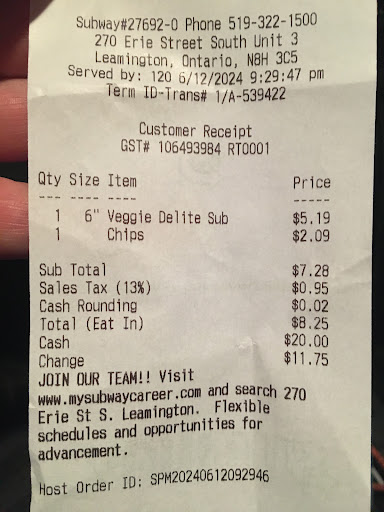 Subway#27692-0 Phone 519-322-1500
270 Erie Street South Unit 3
Leamington, Ontario, N8H 3C5
Served by: 120 6/12/2024 9:29:47 pm
Term ID-Trans# 1/A-539422
Customer Receipt
GST# 106493984 RT0001
Qty Size Item Price
--- ---- ---- -----
1 6" Veggie Delite Sub $5.19
1 Chips $2.09
Sub Total $7.28
Sales Tax (13%) $0.95
Cash Rounding $0.02
Total (Eat In) $8.25
Cash $20.00
Change $11.75
JOIN OUR TEAM!! Visit
www.mysubwaycareer.com and search 270
Erie St S. Leamington. Flexible
schedules and opportunities for
advancement.
Host Order ID: SPM20240612092946